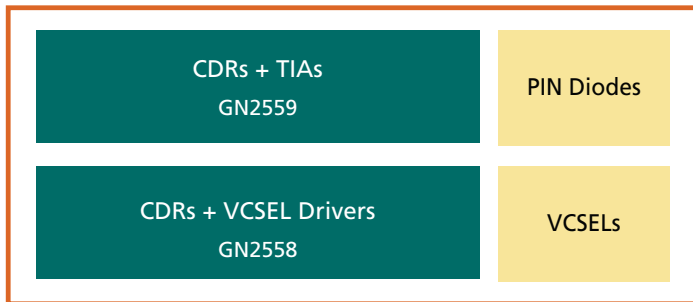 CDRs + TIAs
GN2559
PIN Diodes
CDRs + VCSEL Drivers
GN2558
VCSELs